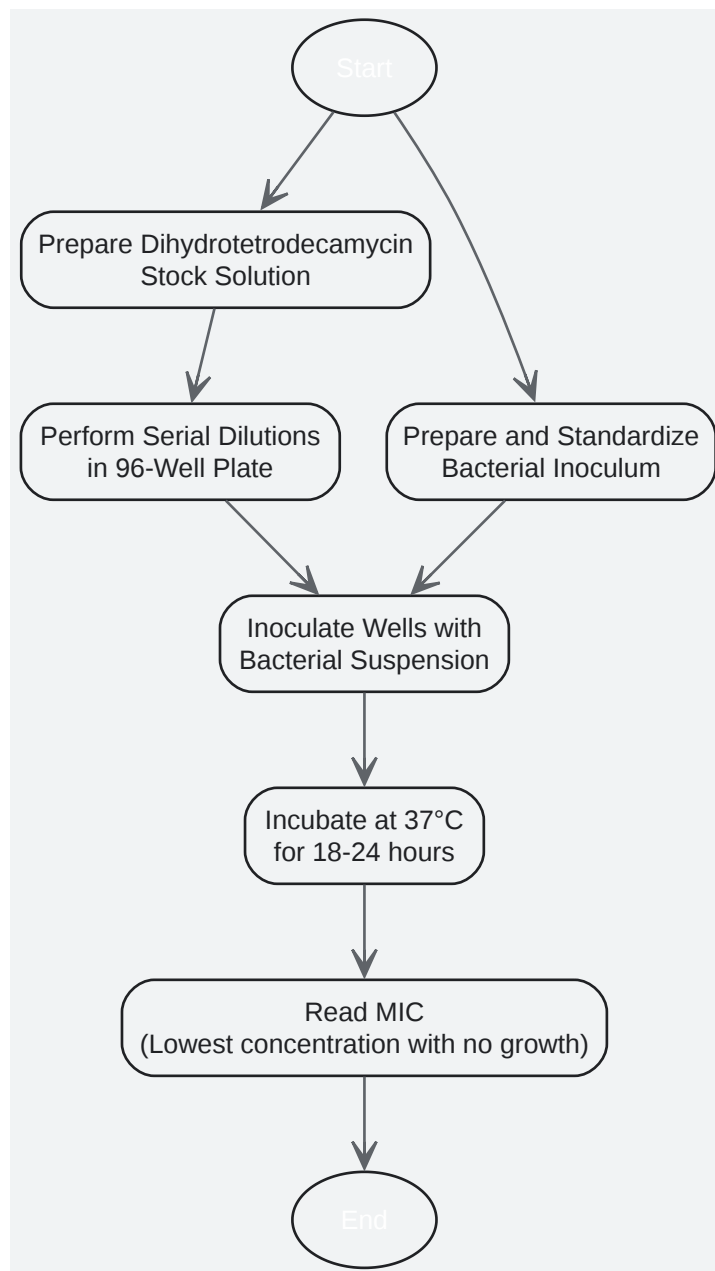 Start
Prepare Dihydrotetrodecamycin
Stock Solution
Perform Serial Dilutions
in 96-Well Plate
Prepare and Standardize
Bacterial Inoculum
Inoculate Wells with
Bacterial Suspension
Incubate at 37°C
for 18-24 hours
Read MIC
(Lowest concentration with no growth)
End